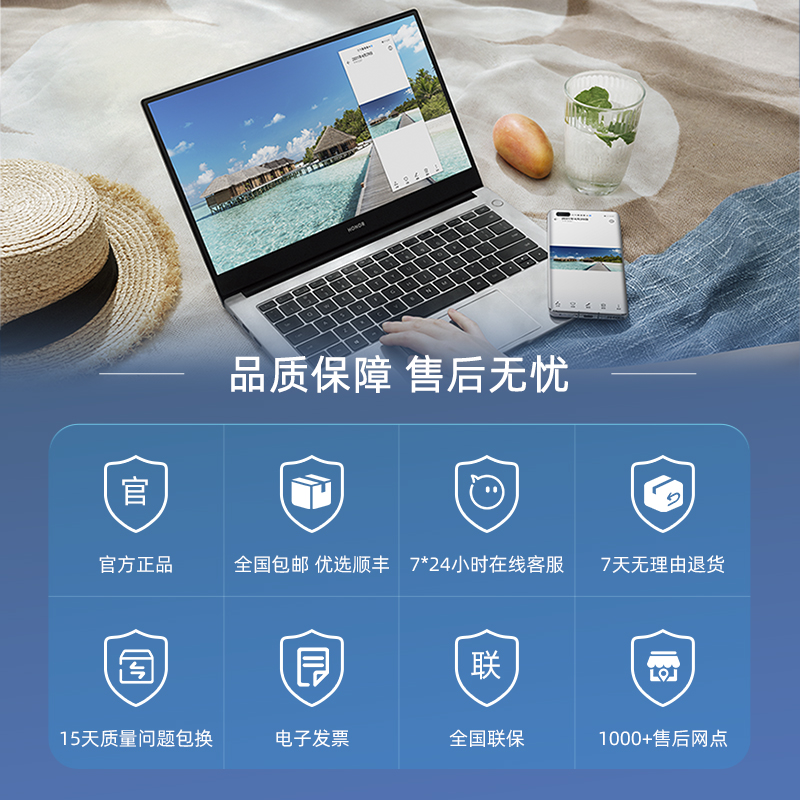 HONOR
品质保障 售后无忧
官
官方正品
全国包邮 优选顺丰
7*24小时在线客服
7天无理由退货
15天质量问题包换
电子发票
联
全国联保
1000+售后网点